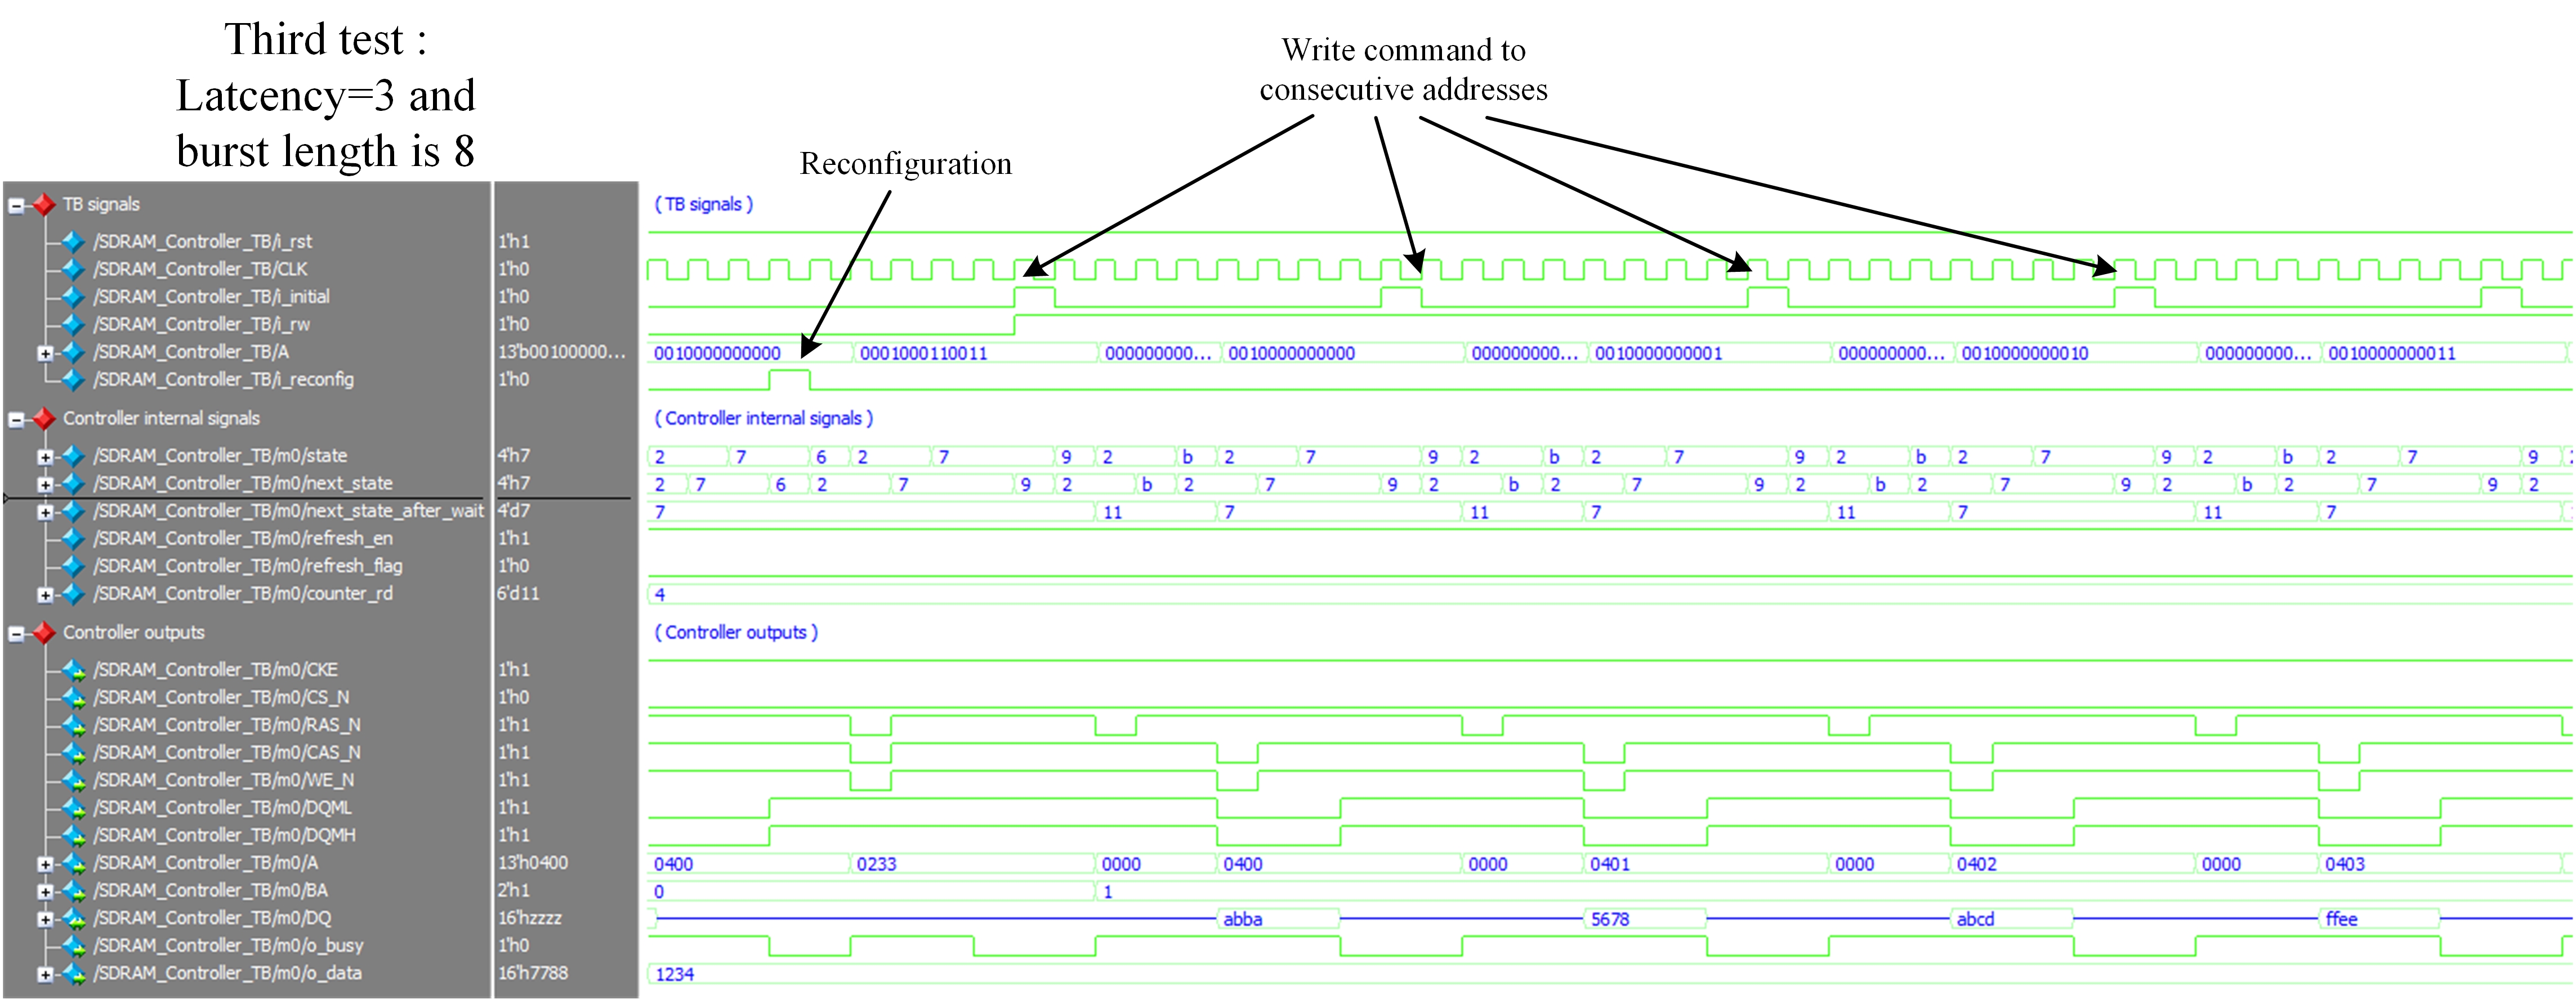 Third test :
Latcency=3 and
burst length is 8
Reconfiguration
Write command to
consecutive addresses
TB signals (TB signals)
/SDRAM_Controller_TB/i_rst 1'h1
/SDRAM_Controller_TB/CLK 1'h0
/SDRAM_Controller_TB/i_initial 1'h0
/SDRAM_Controller_TB/i_rw 1'h0
/SDRAM_Controller_TB/A 13'b00100000... 0010000000000 0001000110011 000000000... 0010000000000 000000000... 0010000000001 000000000... 0010000000010 000000000... 0010000000011
/SDRAM_Controller_TB/i_reconfig 1'h0
Controller internal signals (Controller internal signals)
/SDRAM_Controller_TB/m0/state 4'h7 2 7 6 2 7 9 2 b 2 7 9 2 b 2 7 9 2 b 2 7 9 2 b 2 7 9
/SDRAM_Controller_TB/m0/next_state 4'h7 2 7 6 2 7 9 2 b 2 7 9 2 b 2 7 9 2 b 2 7 9 2 b 2 7 9 2
/SDRAM_Controller_TB/m0/next_state_after_wait 4'd7 7 11 7 11 7 11 7 11 7
/SDRAM_Controller_TB/m0/refresh_en 1'h1
/SDRAM_Controller_TB/m0/refresh_flag 1'h0
/SDRAM_Controller_TB/m0/counter_rd 6'd11 4
Controller outputs (Controller outputs)
/SDRAM_Controller_TB/m0/CKE 1'h1
/SDRAM_Controller_TB/m0/CS_N 1'h0
/SDRAM_Controller_TB/m0/RAS_N 1'h1
/SDRAM_Controller_TB/m0/CAS_N 1'h1
/SDRAM_Controller_TB/m0/WE_N 1'h1
/SDRAM_Controller_TB/m0/DQML 1'h1
/SDRAM_Controller_TB/m0/DQMH 1'h1
/SDRAM_Controller_TB/m0/A 13'h0400 0400 0233 0000 0400 0000 0401 0000 0402 0000 0403
/SDRAM_Controller_TB/m0/BA 2'h1 0 1
/SDRAM_Controller_TB/m0/DQ 16'hzzzz abba 5678 abcd ffee
/SDRAM_Controller_TB/m0/o_busy 1'h0
/SDRAM_Controller_TB/m0/o_data 16'h7788 1234